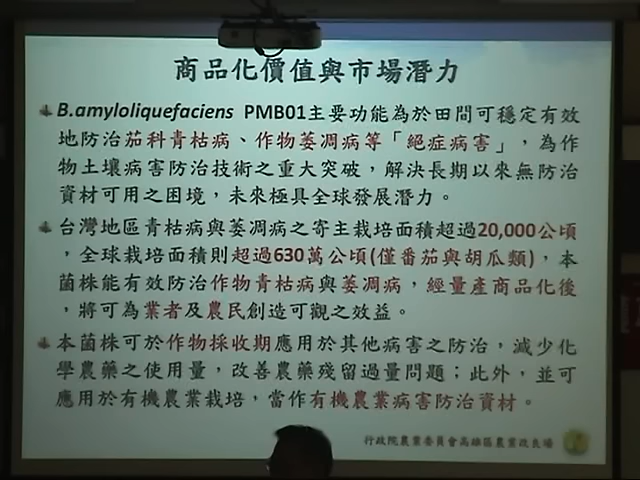 商品化價值與市場潛力
B.amyloliquefaciens PMB01主要功能為於田間可穩定有效
地防治茄科青枯病、作物萎凋病等「絕症病害」，為作
物土壤病害防治技術之重大突破，解決長期以來無防治
資材可用之困境，未來極具全球發展潛力。
台灣地區青枯病與萎凋病之寄主栽培面積超過20,000公頃
，全球栽培面積則超過630萬公頃(僅番茄與胡瓜類)，本
菌株能有效防治作物青枯病與萎凋病，經量產商品化後
，將可為業者及農民創造可觀之效益。
本菌株可於作物採收期應用於其他病害之防治，減少化
學農藥之使用量，改善農藥殘留過量問題；此外，並可
應用於有機農業栽培，當作有機農業病害防治資材。
行政院農業委員會高雄區農業改良場